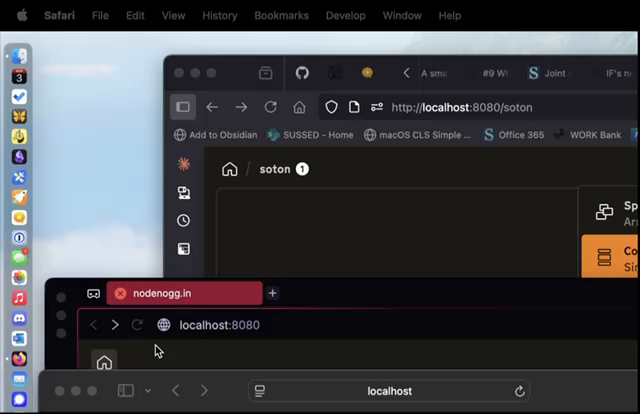 Safari File Edit View History Bookmarks Develop Window Help
3
A sma #9 W Joint IF's n
http://localhost:8080/soton
Add to Obsidian SUSSED - Home macOS CLS Simple ... Office 365 WORK Bank
soton 1
Sp
Ar
Co
Sim
nodenogg.in
localhost:8080
localhost